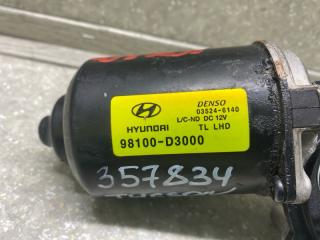 DENSO
03524-6140
L/C-ND DC 12V
HYUNDAI TL LHD
98100-D3000
357834